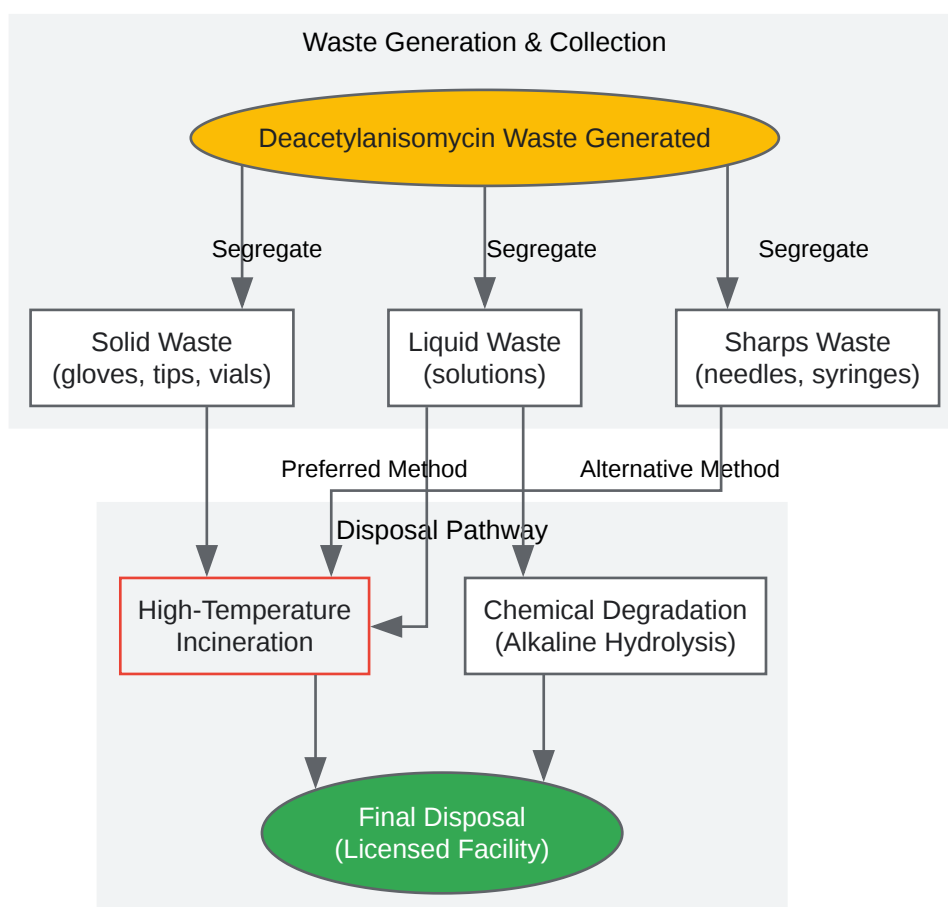 Waste Generation & Collection
Deacetylanisomycin Waste Generated
Segregate
Segregate
Segregate
Solid Waste
(gloves, tips, vials)
Liquid Waste
(solutions)
Sharps Waste
(needles, syringes)
Preferred Method
Alternative Method
Disposal Pathway
High-Temperature
Incineration
Chemical Degradation
(Alkaline Hydrolysis)
Final Disposal
(Licensed Facility)